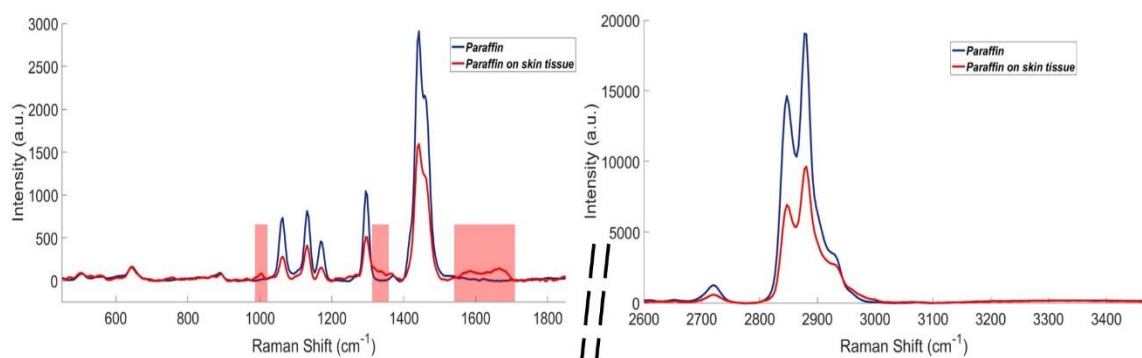 3000
2500
2000
1500
1000
500
0
Intensity (a.u.)
Paraffin
Paraffin on skin tissue
600 800 1000 1200 1400 1600 1800
Raman Shift (cm-1)
20000
15000
10000
5000
0
Intensity (a.u.)
Paraffin
Paraffin on skin tissue
2600 2700 2800 2900 3000 3100 3200 3300 3400
Raman Shift (cm-1)